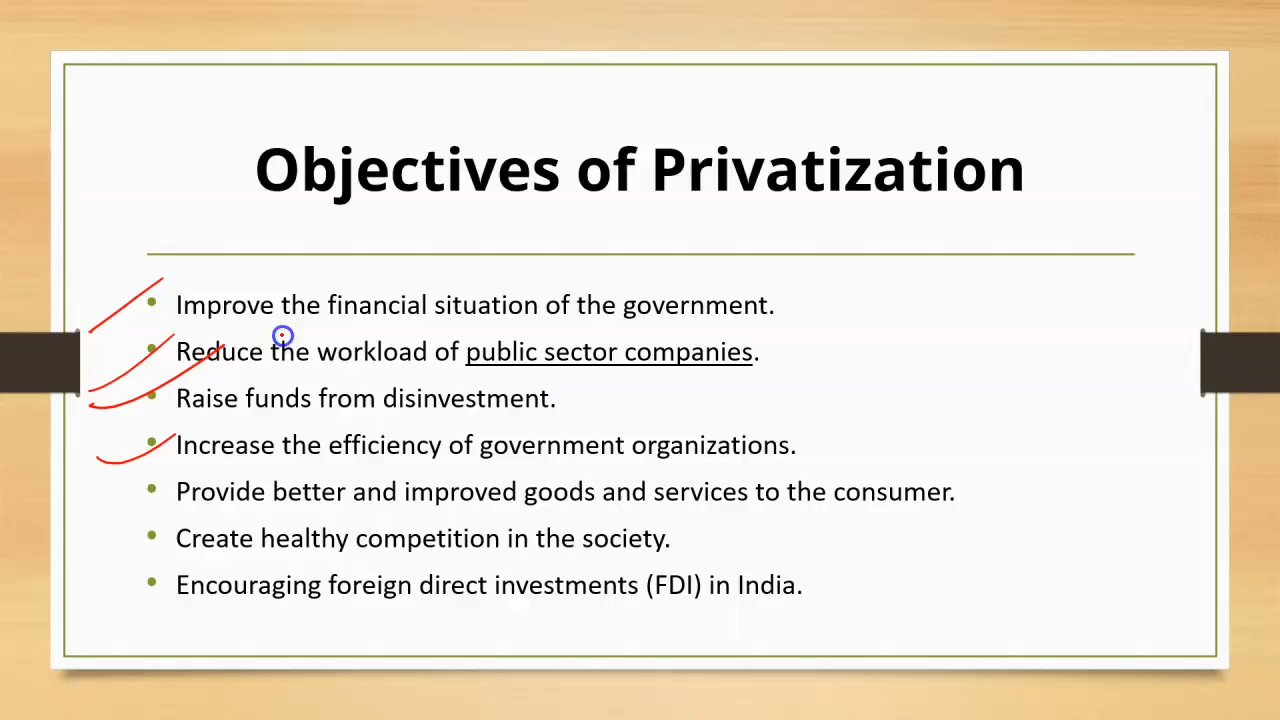 Objectives of Privatization
Improve the financial situation of the government.
Reduce the workload of public sector companies.
Raise funds from disinvestment.
Increase the efficiency of government organizations.
Provide better and improved goods and services to the consumer.
Create healthy competition in the society.
Encouraging foreign direct investments (FDI) in India.